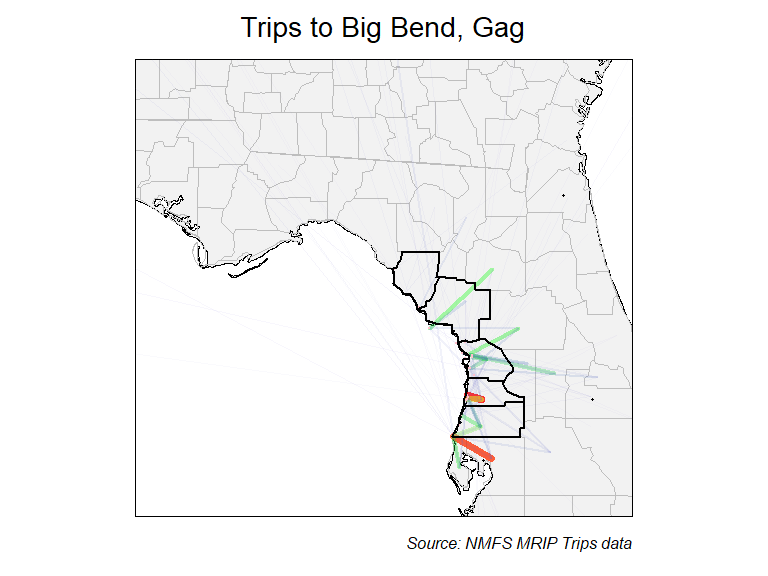 Trips to Big Bend, Gag
Source: NMFS MRIP Trips data